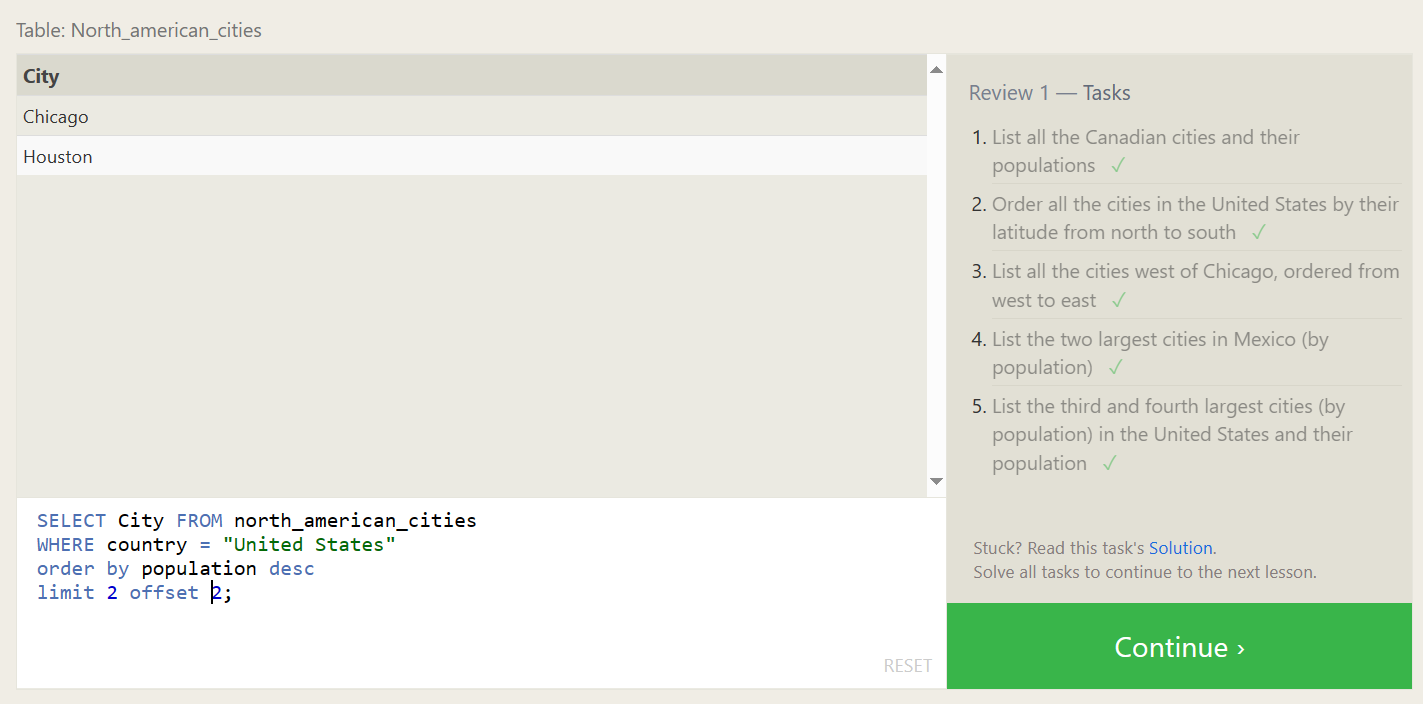 Table: North_american_cities
City
Chicago
Houston
SELECT City FROM north_american_cities
WHERE country = "United States"
order by population desc
limit 2 offset 2;
RESET
Review 1 — Tasks
1. List all the Canadian cities and their
populations ✓
2. Order all the cities in the United States by their
latitude from north to south ✓
3. List all the cities west of Chicago, ordered from
west to east ✓
4. List the two largest cities in Mexico (by
population) ✓
5. List the third and fourth largest cities (by
population) in the United States and their
population ✓
Stuck? Read this task's Solution.
Solve all tasks to continue to the next lesson.
Continue ›